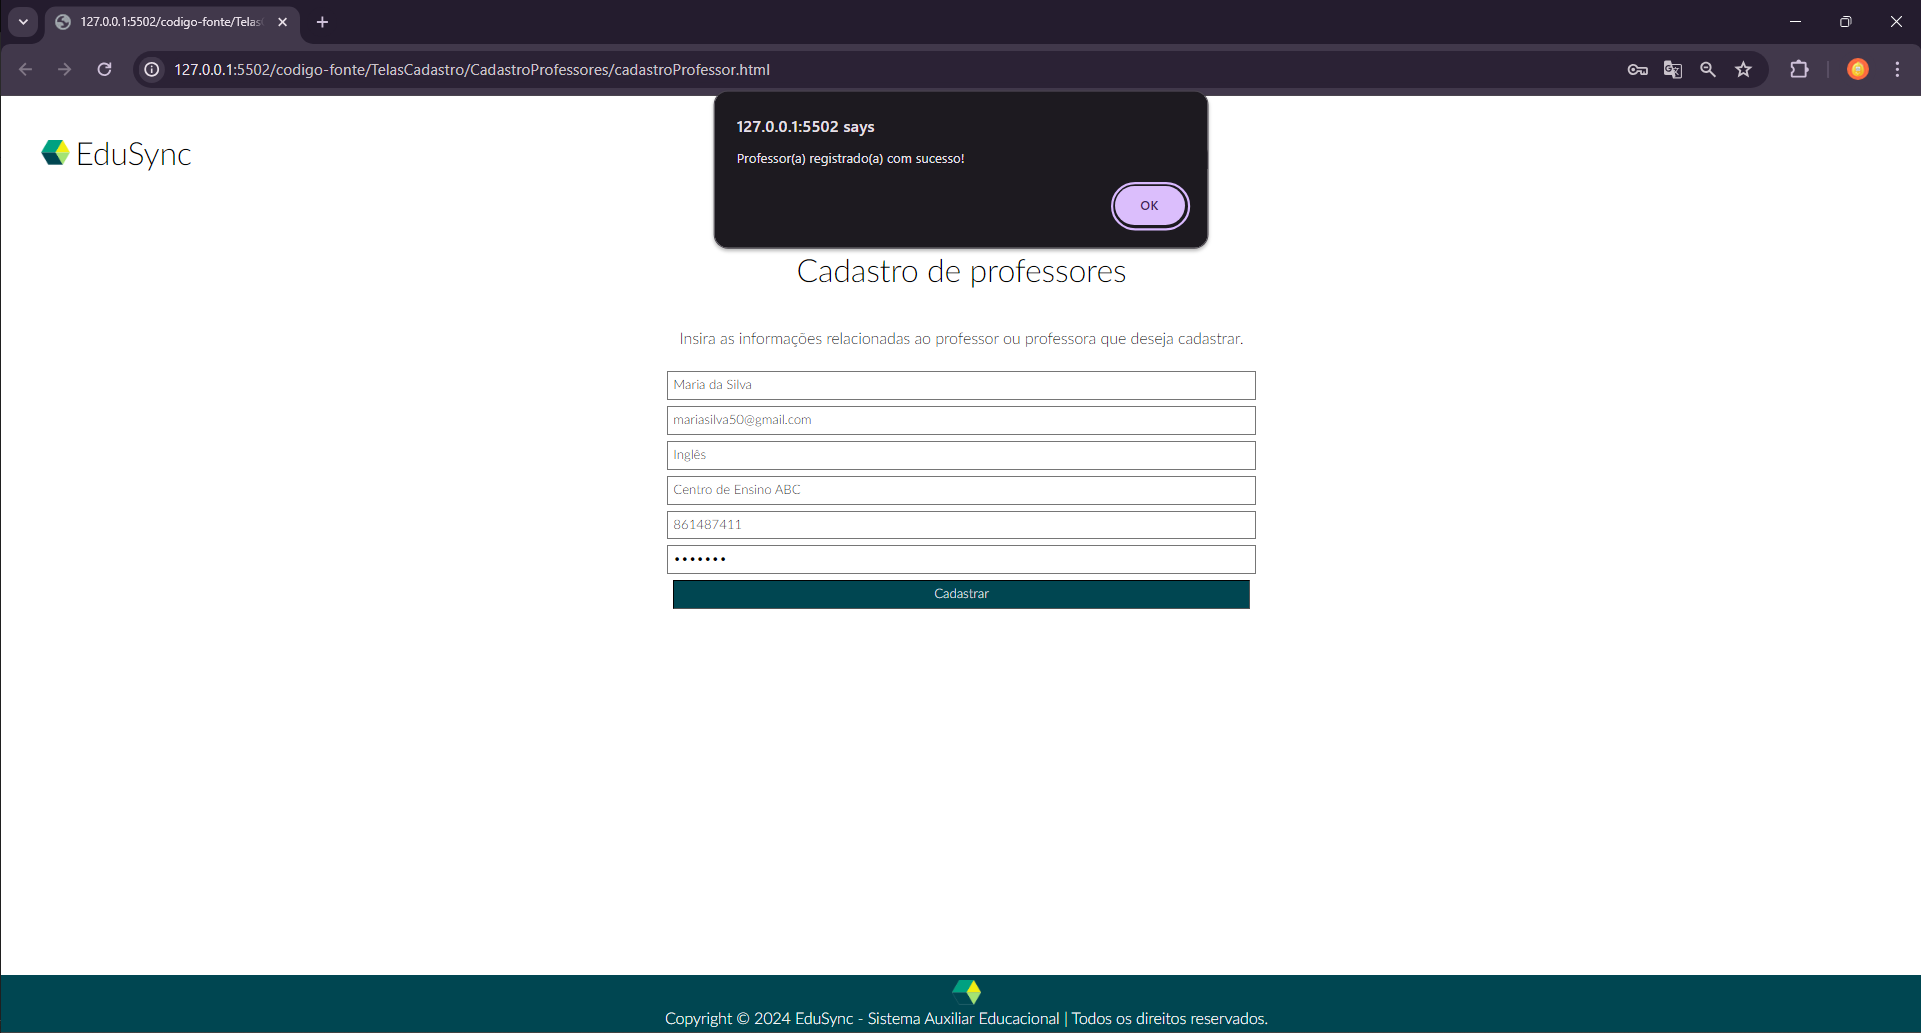 127.0.0.1:5502/codigo-fonte/Telas
127.0.0.1:5502/codigo-fonte/TelasCadastro/CadastroProfessores/cadastroProfessor.html
127.0.0.1:5502 says
Professor(a) registrado(a) com sucesso!
OK
EduSync
Cadastro de professores
Insira as informações relacionadas ao professor ou professora que deseja cadastrar.
Maria da Silva
mariasilva50@gmail.com
Inglês
Centro de Ensino ABC
861487411
•••••••
Cadastrar
Copyright © 2024 EduSync - Sistema Auxiliar Educacional | Todos os direitos reservados.